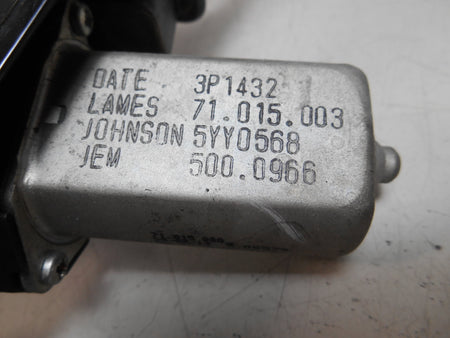 DATE 3P1432
LAMES 71.015.003
JOHNSON 5YY0568
JEM 500.0966